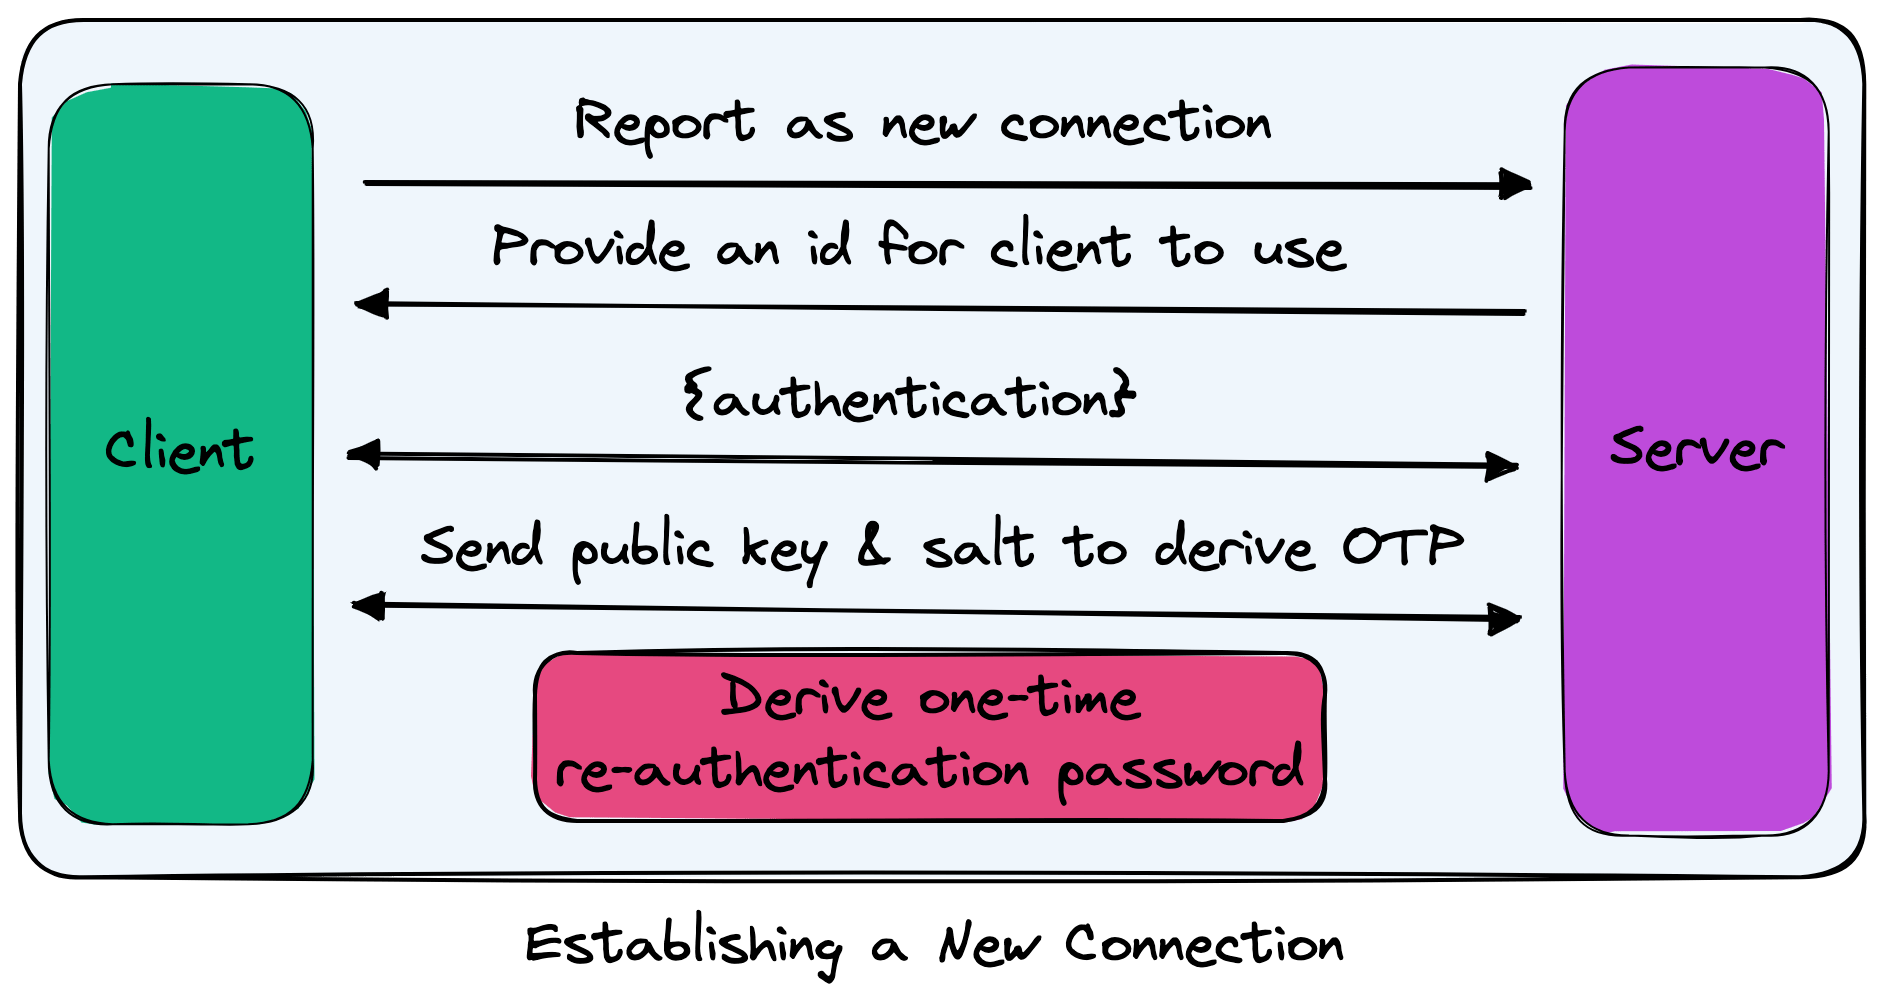 Report as new connection
Provide an id for client to use
{authentication}
Client
Server
Send public key & salt to derive OTP
Derive one-time
re-authentication password
Establishing a New Connection